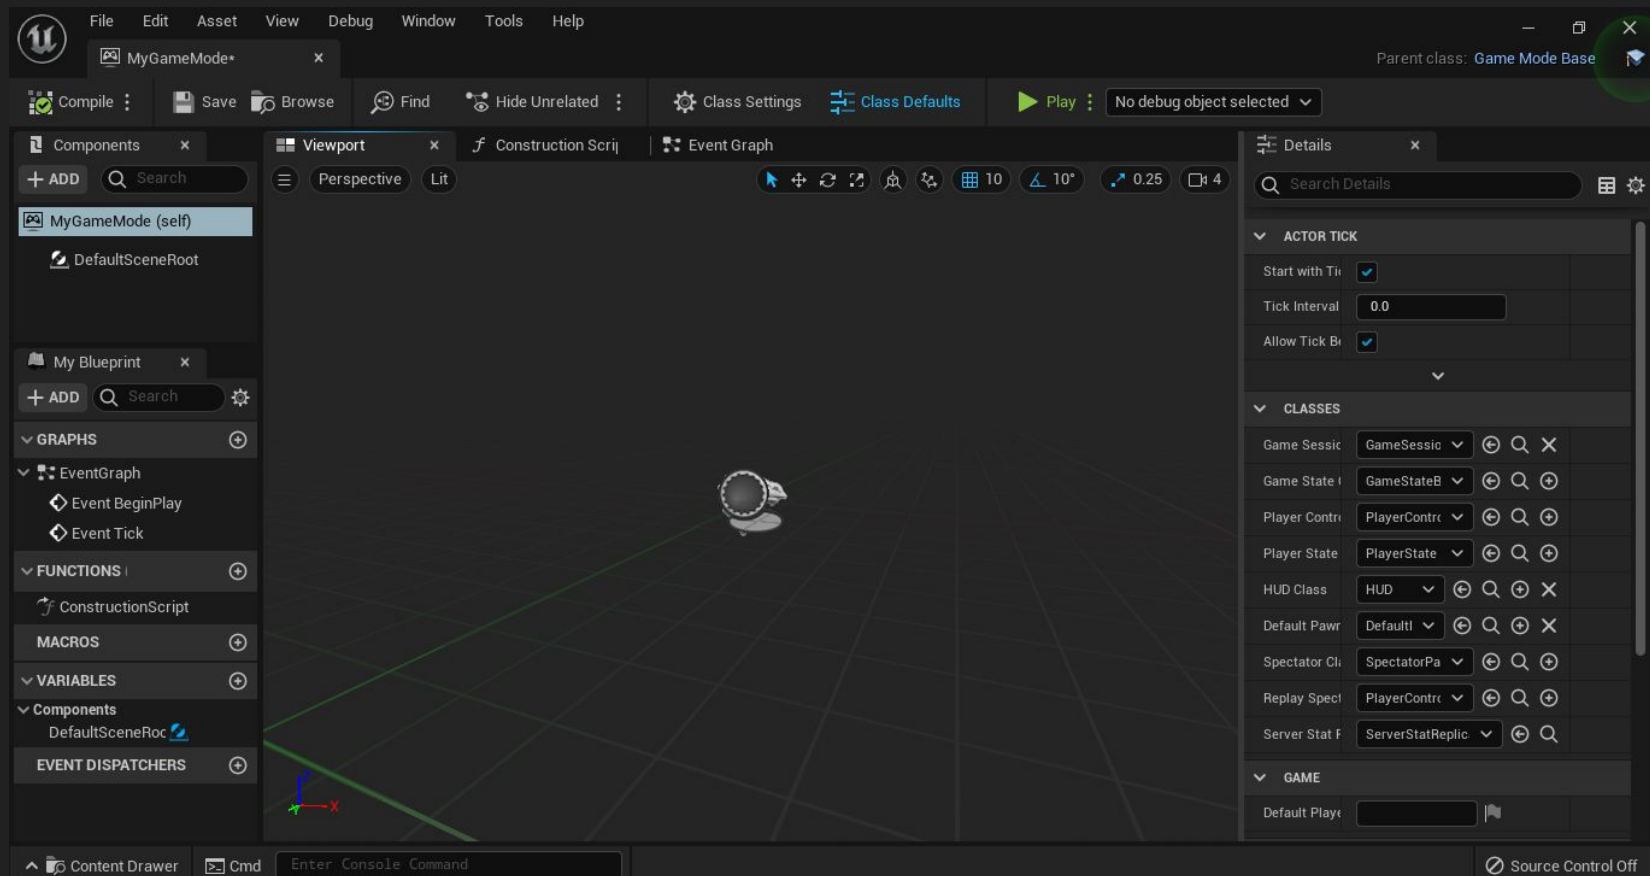 File Edit Asset View Debug Window Tools Help
MyGameMode*
Parent class: Game Mode Base
Compile Save Browse Find Hide Unrelated Class Settings Class Defaults Play No debug object selected
Components
ADD Search
MyGameMode (self)
DefaultSceneRoot
My Blueprint
ADD Search
GRAPHS
EventGraph
Event BeginPlay
Event Tick
FUNCTIONS
ConstructionScript
MACROS
VARIABLES
Components
DefaultSceneRoc
EVENT DISPATCHERS
Viewport Construction Scri Event Graph
Perspective Lit 10 10° 0.25 4
Z
Y X
Details
Search Details
ACTOR TICK
Start with Tic
Tick Interval 0.0
Allow Tick Be
CLASSES
Game Sessic GameSessic
Game State GameStateB
Player Contr PlayerContrc
Player State PlayerState
HUD Class HUD
Default Pawr Defaultl
Spectator Cl SpectatorPa
Replay Spect PlayerContrc
Server Stat F ServerStatReplic
GAME
Default Playe
Content Drawer Cmd Enter Console Command Source Control Off